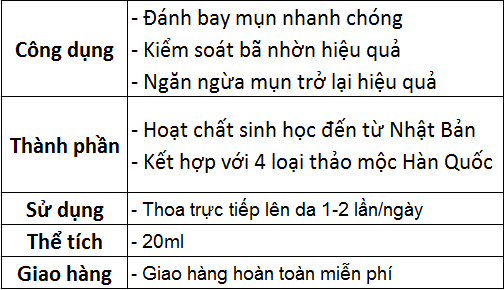 Công dụng
- Đánh bay mụn nhanh chóng
- Kiểm soát bã nhờn hiệu quả
- Ngăn ngừa mụn trở lại hiệu quả
Thành phần
- Hoạt chất sinh học đến từ Nhật Bản
- Kết hợp với 4 loại thảo mộc Hàn Quốc
Sử dụng - Thoa trực tiếp lên da 1-2 lần/ngày
Thể tích - 20ml
Giao hàng - Giao hàng hoàn toàn miễn phí